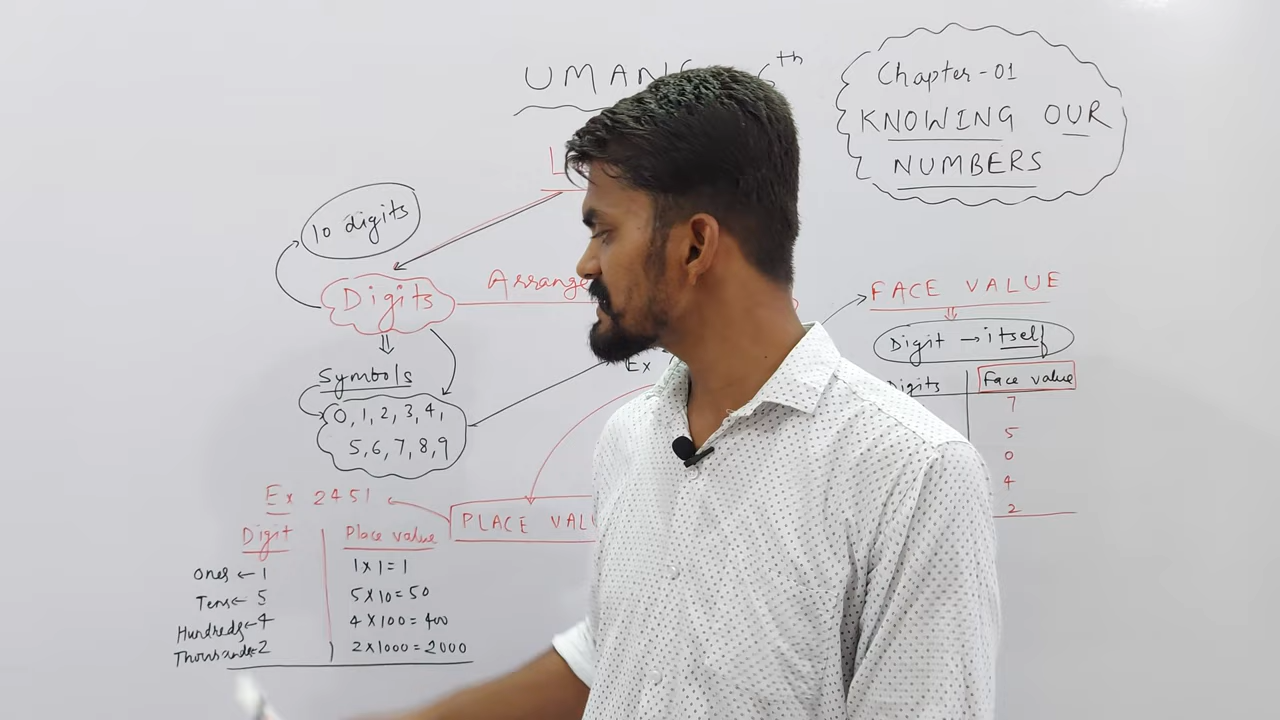 UMANG 6th
Chapter-01
KNOWING OUR
NUMBERS
10 digits
Digits
Arrange
FACE VALUE
Digit → itself
Symbols
0, 1, 2, 3, 4,
5, 6, 7, 8, 9
Ex
Digits Face value
7
5
0
4
2
Ex 2451
PLACE VALU
Digit Place value
Ones ← 1 1 × 1 = 1
Tens ← 5 5 × 10 = 50
Hundreds ← 4 4 × 100 = 400
Thousands ← 2 2 × 1000 = 2000